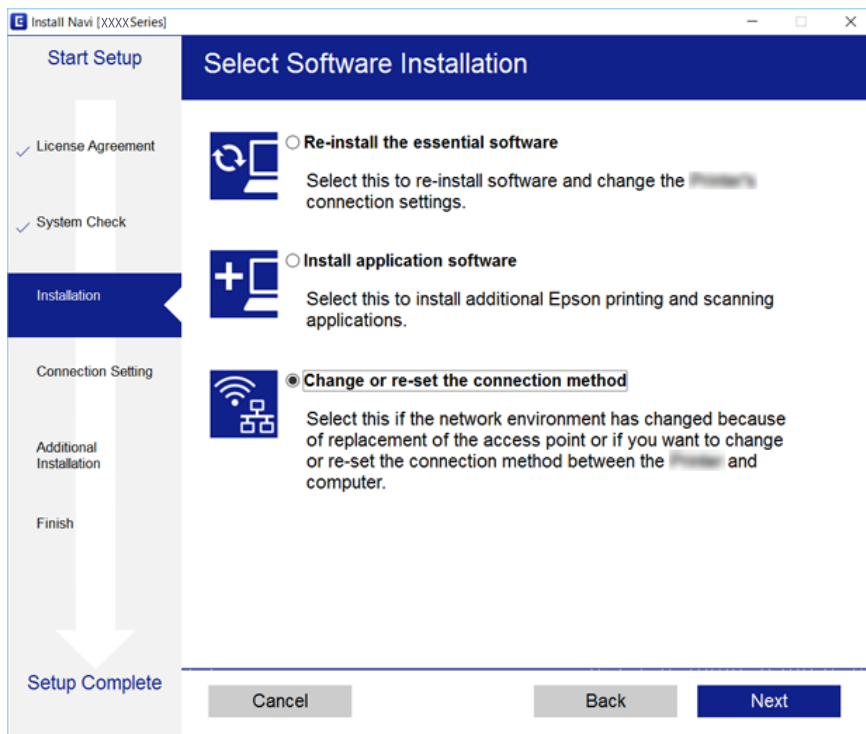 E Install Navi [XXXX Series]
Start Setup
License Agreement
System Check
Installation
Connection Setting
Additional
Installation
Finish
Setup Complete
Select Software Installation
Re-install the essential software
Select this to re-install software and change the
connection settings.
Install application software
Select this to install additional Epson printing and scanning
applications.
Change or re-set the connection method
Select this if the network environment has changed because
of replacement of the access point or if you want to change
or re-set the connection method between the and
computer.
Cancel
Back
Next